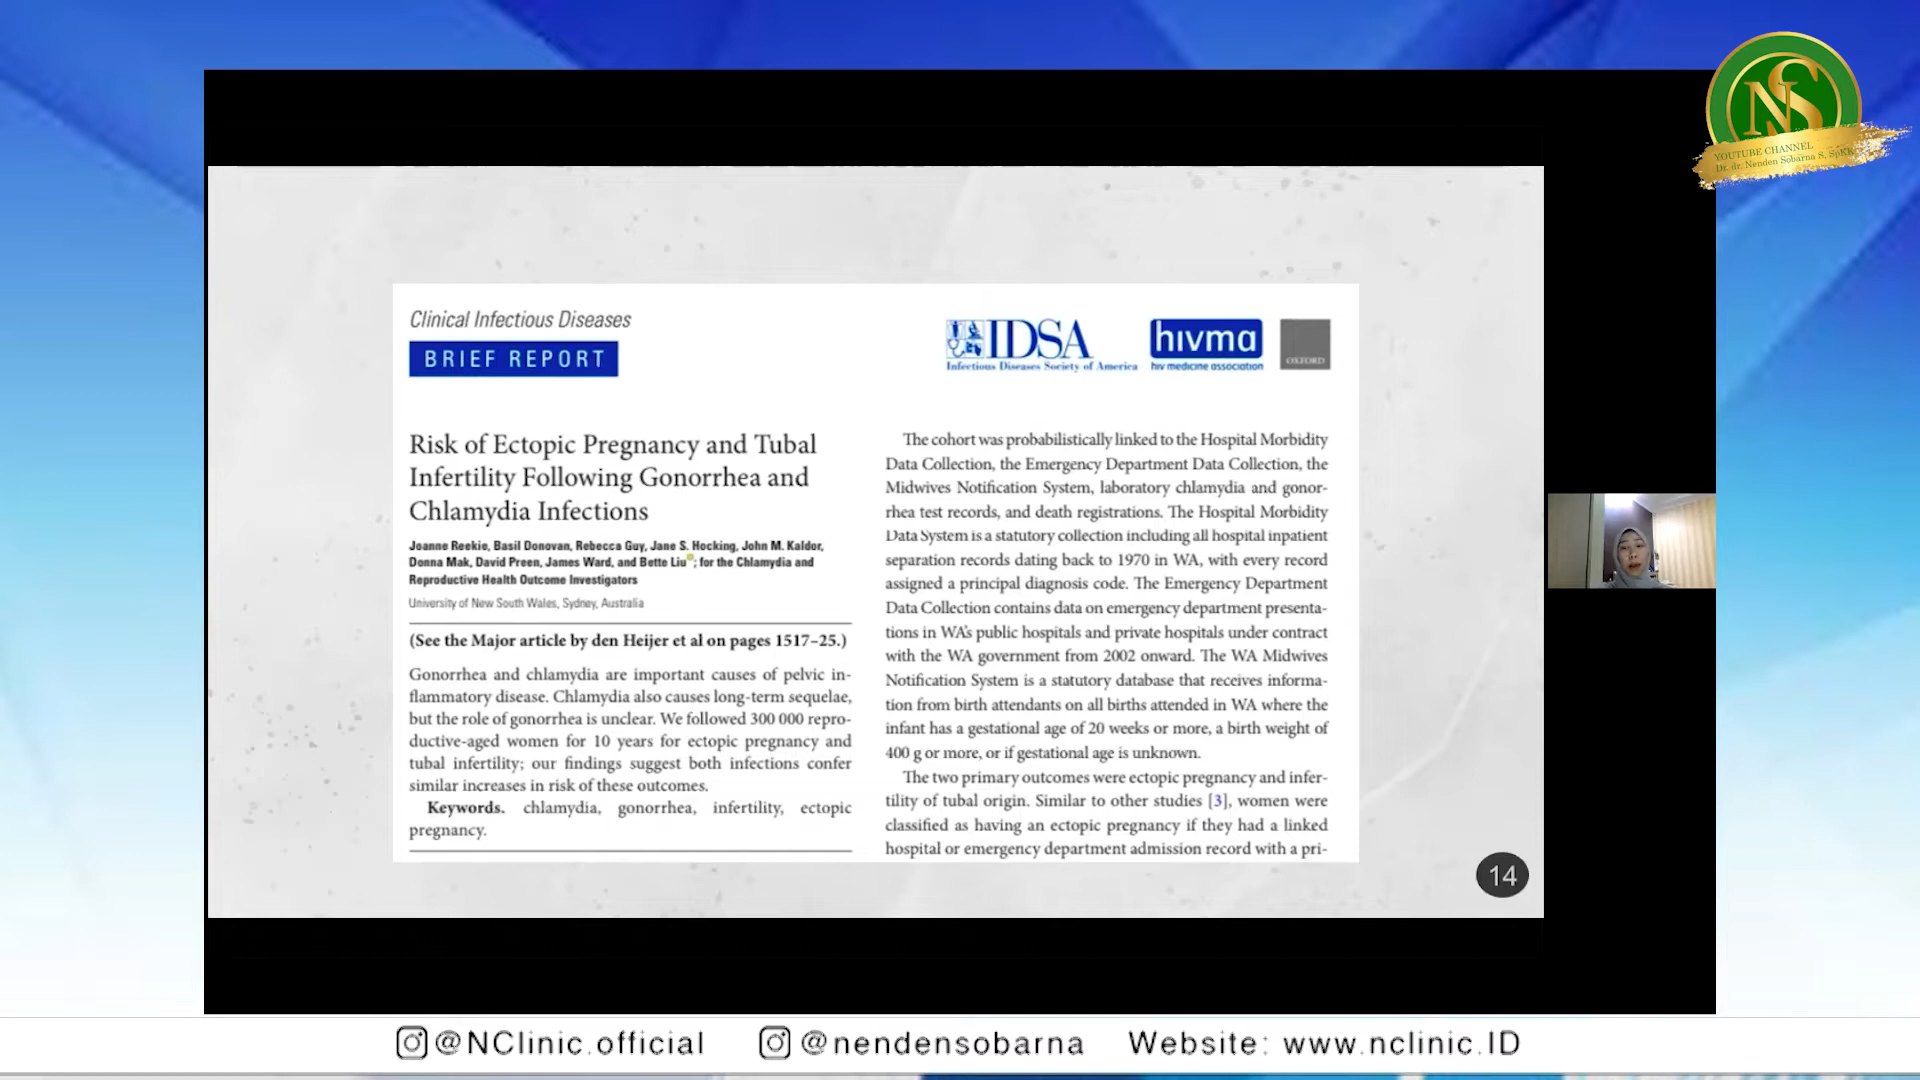 NS
YOUTUBE CHANNEL
Dr. dr. Nenden Sobarna S, SpKK
Clinical Infectious Diseases
BRIEF REPORT
IDSA
Infectious Diseases Society of America
hivma
hiv medicine association
OXFORD
Risk of Ectopic Pregnancy and Tubal
Infertility Following Gonorrhea and
Chlamydia Infections
Joanne Reekie, Basil Donovan, Rebecca Guy, Jane S. Hocking, John M. Kaldor,
Donna Mak, David Preen, James Ward, and Bette Liu; for the Chlamydia and
Reproductive Health Outcome Investigators
University of New South Wales, Sydney, Australia
(See the Major article by den Heijer et al on pages 1517–25.)
Gonorrhea and chlamydia are important causes of pelvic in-
flammatory disease. Chlamydia also causes long-term sequelae,
but the role of gonorrhea is unclear. We followed 300 000 repro-
ductive-aged women for 10 years for ectopic pregnancy and
tubal infertility; our findings suggest both infections confer
similar increases in risk of these outcomes.
Keywords. chlamydia, gonorrhea, infertility, ectopic
pregnancy.
The cohort was probabilistically linked to the Hospital Morbidity
Data Collection, the Emergency Department Data Collection, the
Midwives Notification System, laboratory chlamydia and gonor-
rhea test records, and death registrations. The Hospital Morbidity
Data System is a statutory collection including all hospital inpatient
separation records dating back to 1970 in WA, with every record
assigned a principal diagnosis code. The Emergency Department
Data Collection contains data on emergency department presenta-
tions in WA's public hospitals and private hospitals under contract
with the WA government from 2002 onward. The WA Midwives
Notification System is a statutory database that receives informa-
tion from birth attendants on all births attended in WA where the
infant has a gestational age of 20 weeks or more, a birth weight of
400 g or more, or if gestational age is unknown.
The two primary outcomes were ectopic pregnancy and infer-
tility of tubal origin. Similar to other studies [3], women were
classified as having an ectopic pregnancy if they had a linked
hospital or emergency department admission record with a pri-
14
@NClinic.official @nendensobarna Website: www.nclinic.ID